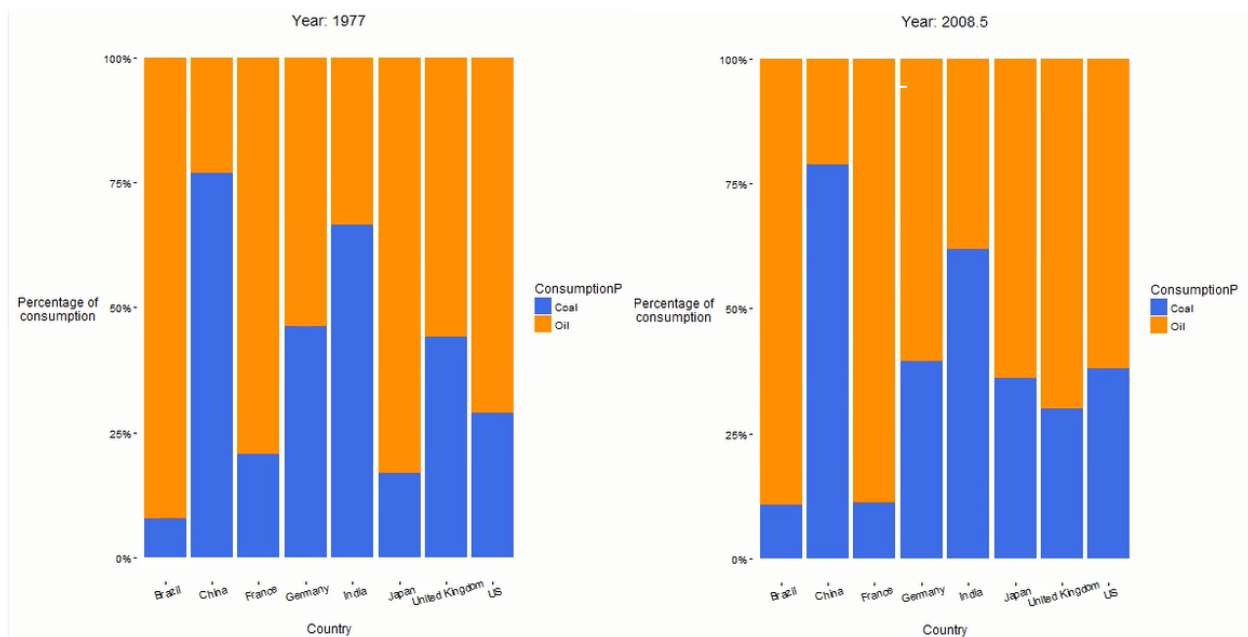 Year: 1977
100%
75%
50%
25%
0%
Percentage of
consumption
Brazil
China
France
Germany
India
Japan
United Kingdom
US
Country
ConsumptionP
Coal
Oil
Year: 2008.5
100%
75%
50%
25%
0%
Percentage of
consumption
Brazil
China
France
Germany
India
Japan
United Kingdom
US
Country
ConsumptionP
Coal
Oil